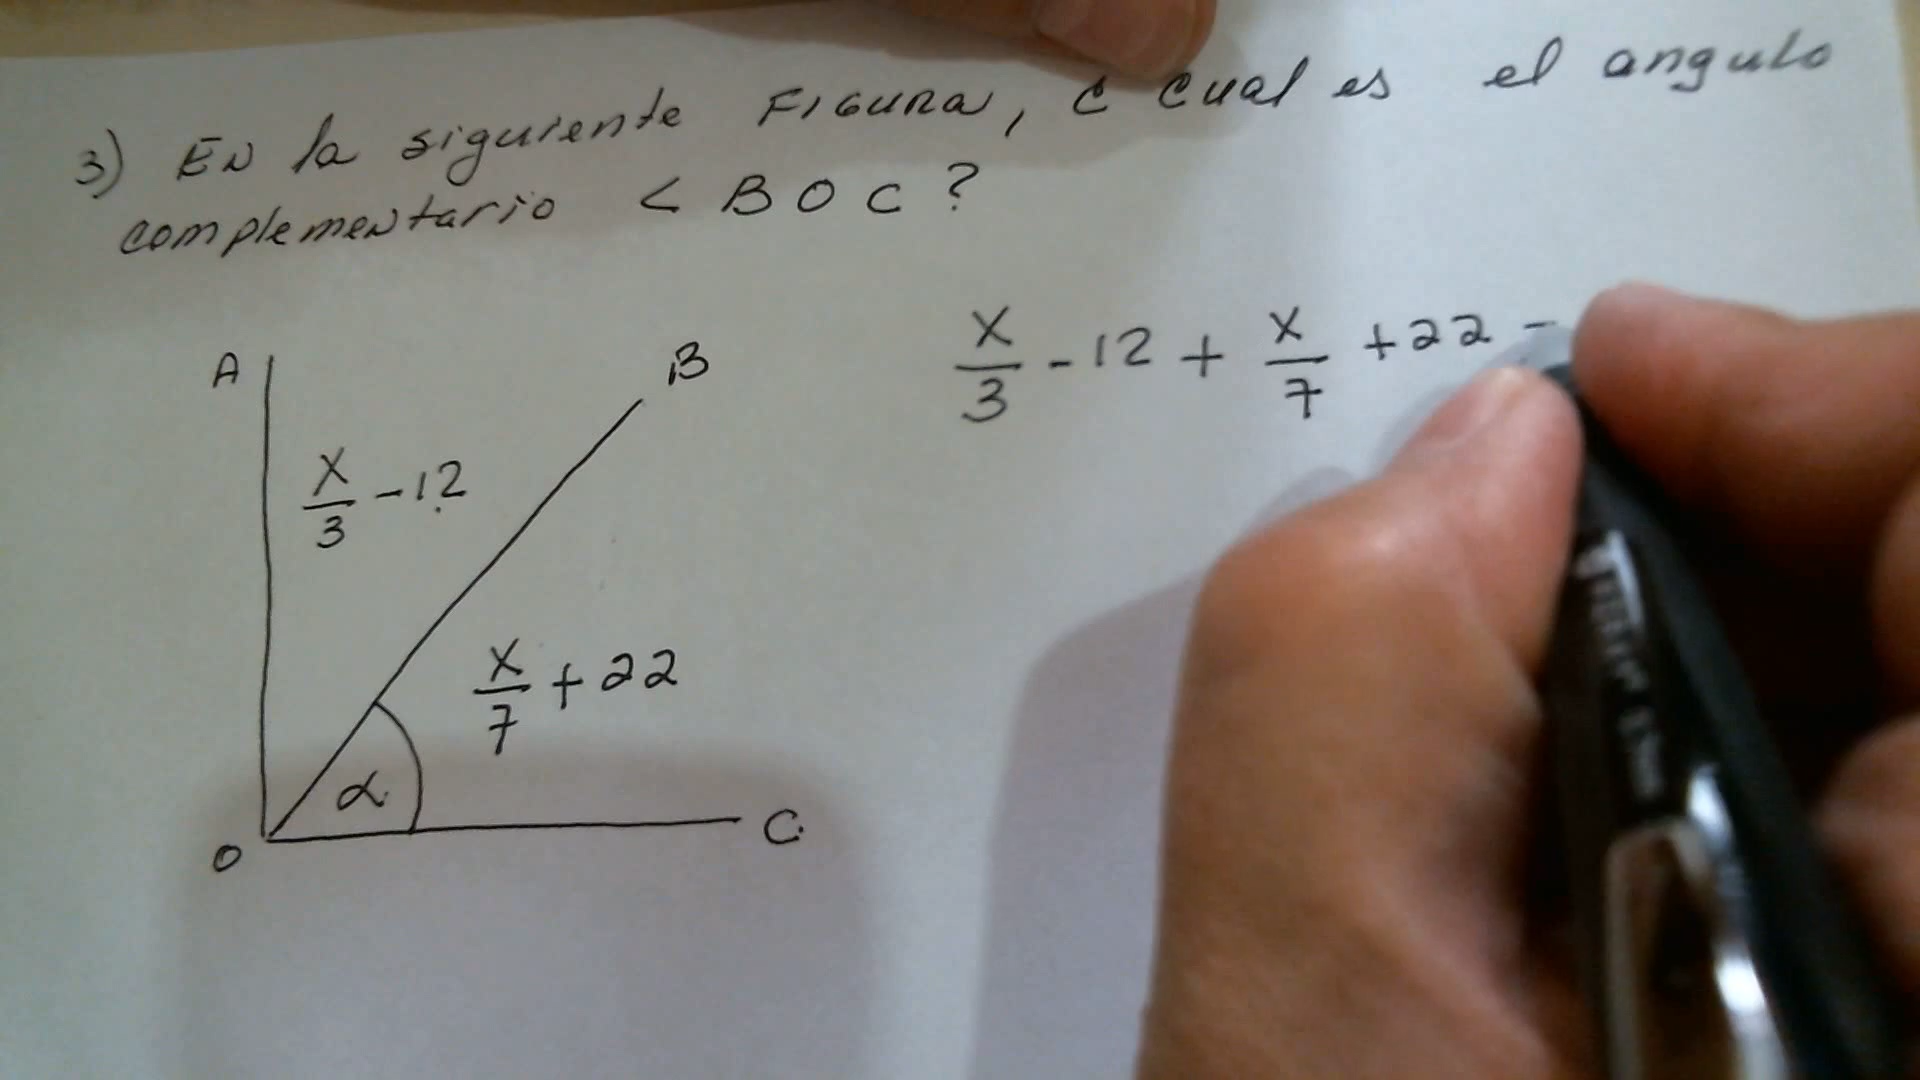 3) EN la siguiente FIGURA, ¿ cual es el angulo
complementario < B O C ?
x/3 - 12 + x/7 + 22 =
A
B
x/3 - 12
x/7 + 22
α
O
C